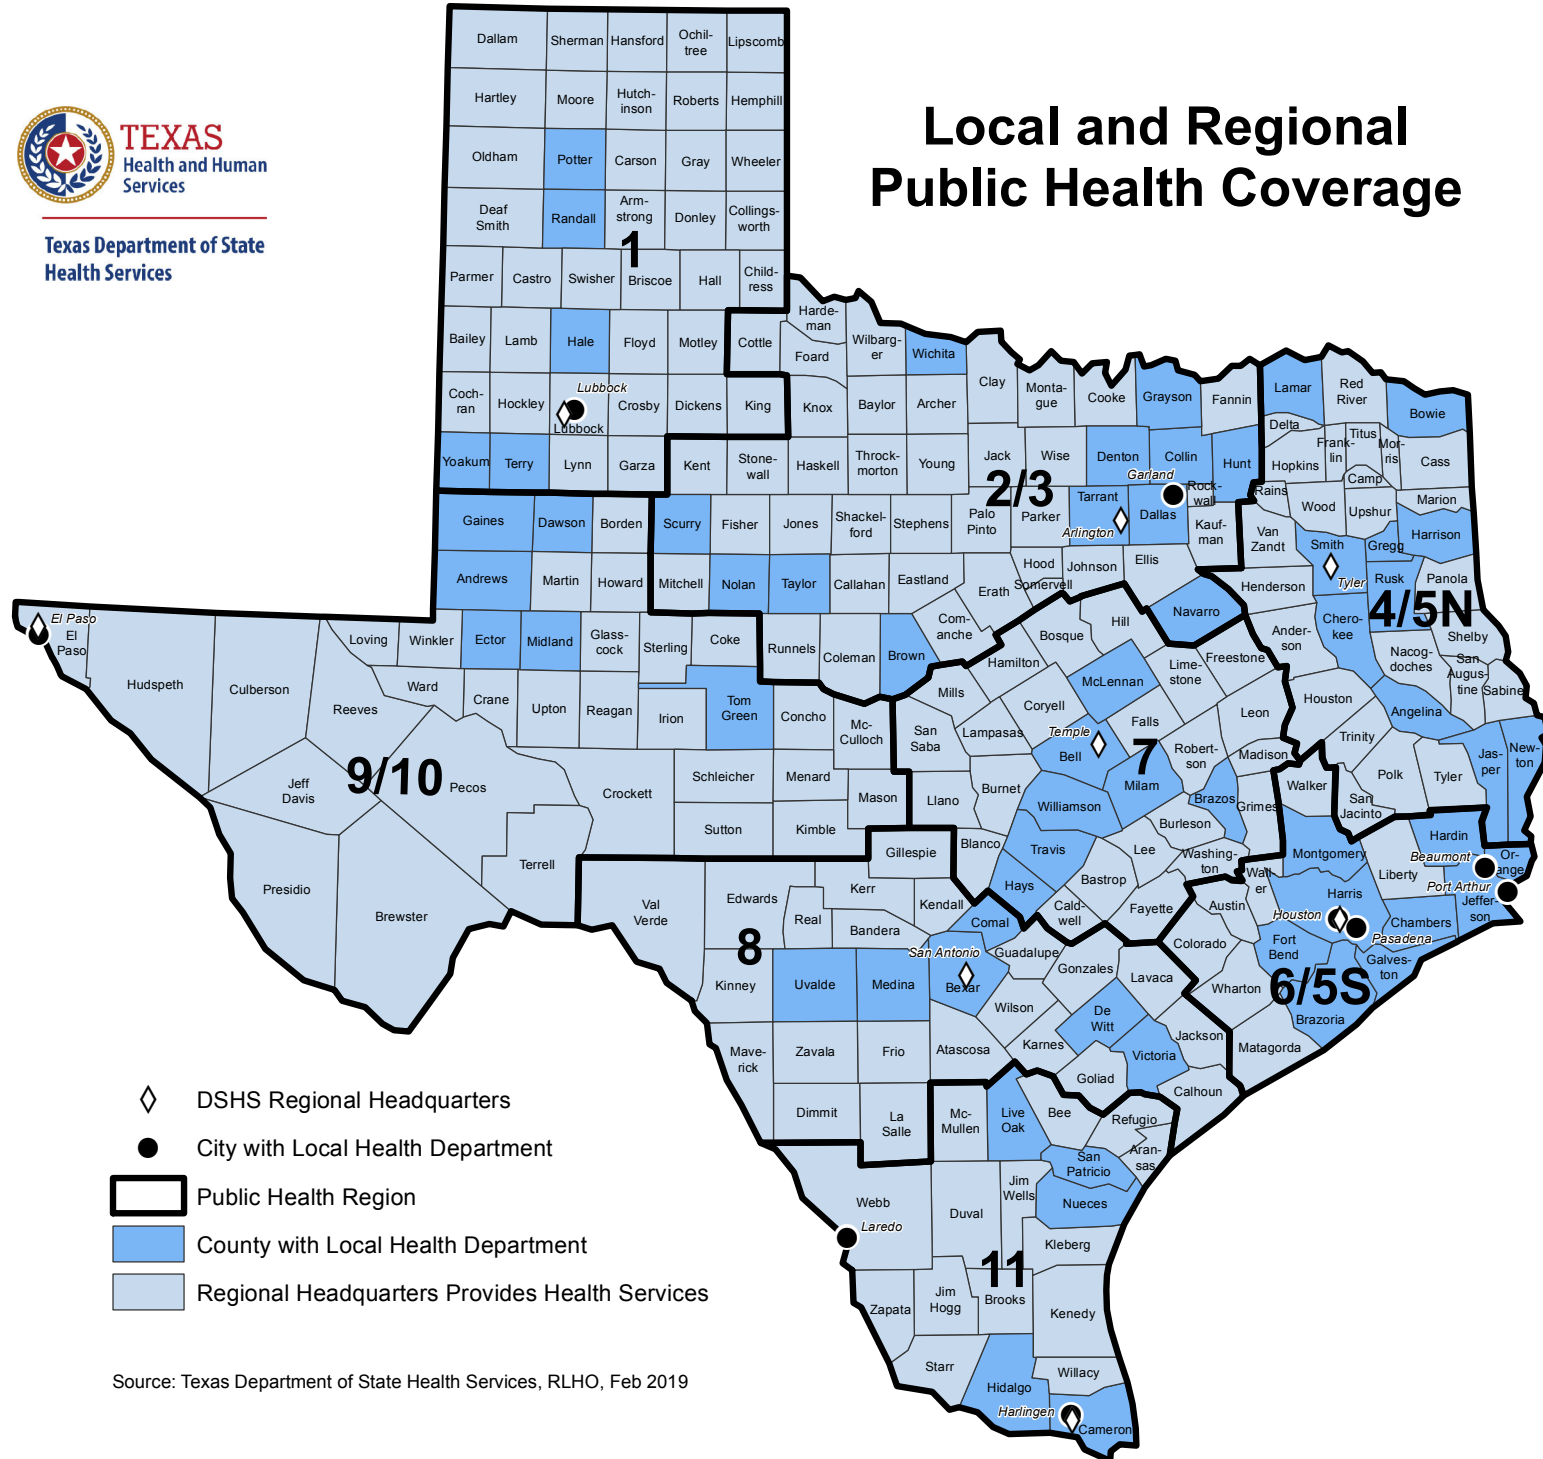 TEXAS
Health and Human
Services
Texas Department of State
Health Services
Local and Regional
Public Health Coverage
Dallam
Sherman
Hansford
Ochil-
tree
Lipscomb
Hartley
Moore
Hutch-
inson
Roberts
Hemphill
Oldham
Potter
Carson
Gray
Wheeler
Deaf
Smith
Randall
Arm-
strong
Donley
Collings-
worth
1
Parmer
Castro
Swisher
Briscoe
Hall
Child-
ress
Bailey
Lamb
Hale
Floyd
Motley
Cottle
Harde-
man
Foard
Wilbarg-
er
Wichita
Coch-
ran
Hockley
Lubbock
Lubbock
Crosby
Dickens
King
Knox
Baylor
Archer
Clay
Monta-
gue
Cooke
Grayson
Fannin
Lamar
Red
River
Bowie
Yoakum
Terry
Lynn
Garza
Kent
Stone-
wall
Haskell
Throck-
morton
Young
Jack
Wise
Denton
Collin
Hunt
Delta
Hopkins
Frank-
lin
Titus
Mor-
ris
Cass
Camp
2/3
Garland
Rock-
wall
Rains
Wood
Upshur
Marion
Gaines
Dawson
Borden
Scurry
Fisher
Jones
Shackel-
ford
Stephens
Palo
Pinto
Parker
Tarrant
Arlington
Dallas
Kauf-
man
Van
Zandt
Smith
Tyler
Gregg
Harrison
Andrews
Martin
Howard
Mitchell
Nolan
Taylor
Callahan
Eastland
Erath
Hood
Somervell
Johnson
Ellis
Henderson
Rusk
Panola
4/5N
El Paso
El
Paso
Hudspeth
Culberson
Loving
Winkler
Ector
Midland
Glass-
cock
Sterling
Coke
Runnels
Coleman
Brown
Com-
anche
Hamilton
Bosque
Hill
Navarro
Ander-
son
Chero-
kee
Nacog-
doches
Shelby
San
Augus-
tine
Sabine
Reeves
Ward
Crane
Upton
Reagan
Irion
Tom
Green
Concho
Mc-
Culloch
Mills
San
Saba
Lampasas
Coryell
McLennan
Lime-
stone
Freestone
Falls
Leon
Houston
Angelina
Jeff
Davis
9/10
Pecos
Crockett
Schleicher
Menard
Mason
Sutton
Kimble
Llano
Burnet
Temple
Bell
7
Milam
Robert-
son
Madison
Brazos
Grimes
Walker
Trinity
Polk
Tyler
San
Jacinto
Jas-
per
New-
ton
Presidio
Brewster
Terrell
Val
Verde
Edwards
Real
Kerr
Gillespie
Kendall
Bandera
Blanco
Williamson
Travis
Hays
Lee
Burleson
Washing-
ton
Bastrop
Cald-
well
Fayette
Wall-
er
Austin
Montgomery
Liberty
Hardin
Beaumont
Or-
ange
Port Arthur
Jeffer-
son
Harris
Houston
Pasadena
Chambers
8
Kinney
Uvalde
Medina
San Antonio
Bexar
Comal
Guadalupe
Gonzales
Lavaca
Colorado
Fort
Bend
Galves-
ton
6/5S
Wharton
Brazoria
Matagorda
Mave-
rick
Zavala
Frio
Atascosa
Wilson
Karnes
De
Witt
Victoria
Jackson
Goliad
Calhoun
Dimmit
La
Salle
Mc-
Mullen
Live
Oak
Bee
Refugio
Aran-
sas
San
Patricio
Webb
Laredo
Duval
Jim
Wells
Nueces
Kleberg
11
Zapata
Jim
Hogg
Brooks
Kenedy
Starr
Hidalgo
Willacy
Harlingen
Cameron
DSHS Regional Headquarters
City with Local Health Department
Public Health Region
County with Local Health Department
Regional Headquarters Provides Health Services
Source: Texas Department of State Health Services, RLHO, Feb 2019